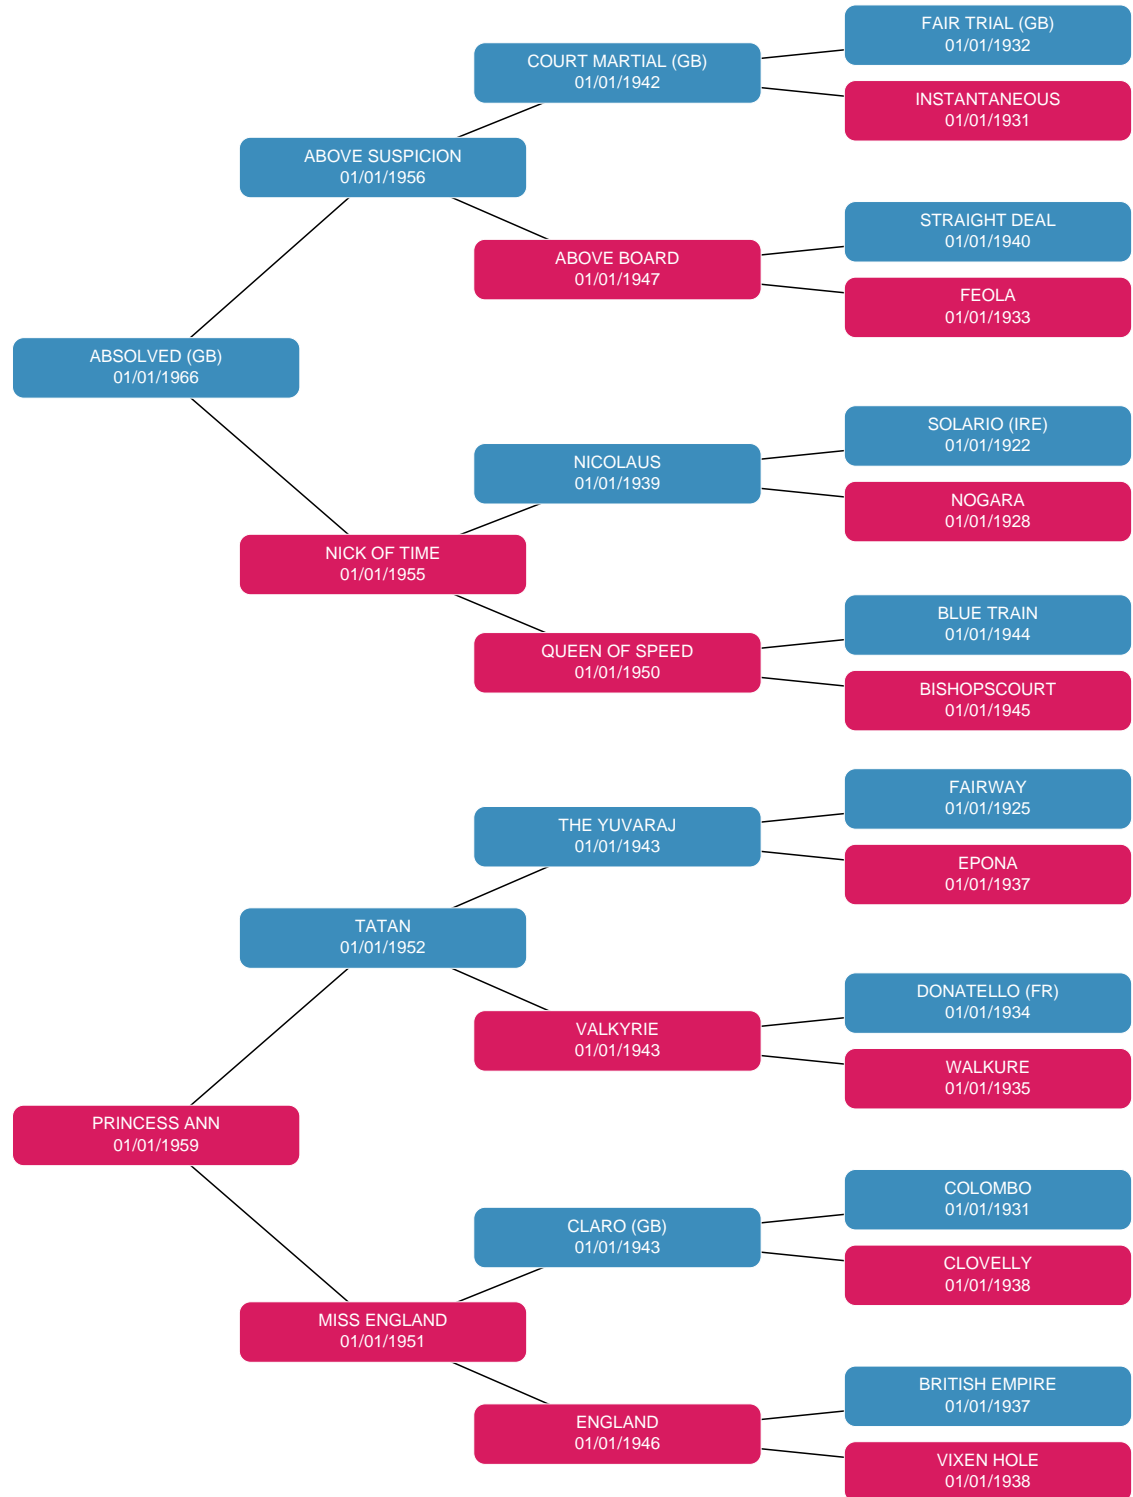 FAIR TRIAL (GB)
01/01/1932
COURT MARTIAL (GB)
01/01/1942
INSTANTANEOUS
01/01/1931
ABOVE SUSPICION
01/01/1956
STRAIGHT DEAL
01/01/1940
ABOVE BOARD
01/01/1947
FEOLA
01/01/1933
ABSOLVED (GB)
01/01/1966
SOLARIO (IRE)
01/01/1922
NICOLAUS
01/01/1939
NOGARA
01/01/1928
NICK OF TIME
01/01/1955
BLUE TRAIN
01/01/1944
QUEEN OF SPEED
01/01/1950
BISHOPSCOURT
01/01/1945
FAIRWAY
01/01/1925
THE YUVARAJ
01/01/1943
EPONA
01/01/1937
TATAN
01/01/1952
DONATELLO (FR)
01/01/1934
VALKYRIE
01/01/1943
WALKURE
01/01/1935
PRINCESS ANN
01/01/1959
COLOMBO
01/01/1931
CLARO (GB)
01/01/1943
CLOVELLY
01/01/1938
MISS ENGLAND
01/01/1951
BRITISH EMPIRE
01/01/1937
ENGLAND
01/01/1946
VIXEN HOLE
01/01/1938